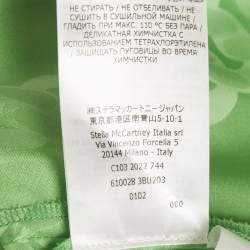 НЕ СТИРАТЬ / НЕ ОТБЕЛИВАТЬ / НЕ
СУШИТЬ В СУШИЛЬНОЙ МАШИНЕ /
ГЛАДИТЬ ПРИ МАКС. 110 °C БЕЗ ПАРА /
ДЕЛИКАТНАЯ ХИМЧИСТКА С
ИСПОЛЬЗОВАНИЕМ ТЕТРАХЛОРЭТИЛЕНА
/ ЗАЩИЩАТЬ ПУГОВИЦЫ ВО ВРЕМЯ
ХИМЧИСТКИ
㈱ステラマッカートニージャパン
東京都港区南青山5-3-10
Stella McCartney Italia srl
Via Vincenzo Forcella 5
20144 Milano - Italy
C103 2022 744
610028 3BU203
0102
030